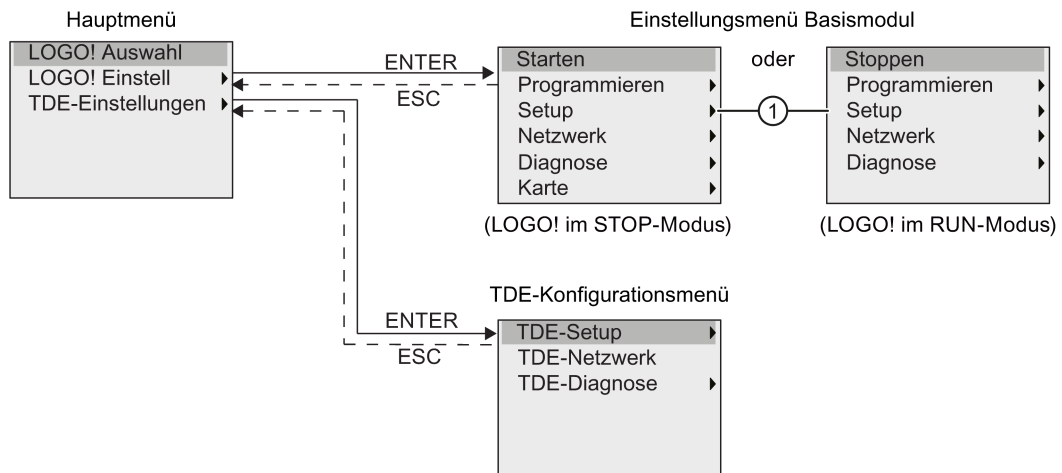 Hauptmenü
LOGO! Auswahl
LOGO! Einstell
TDE-Einstellungen
ENTER
ESC
Einstellungsmenü Basismodul
Starten
Programmieren
Setup
Netzwerk
Diagnose
Karte
(LOGO! im STOP-Modus)
oder
1
Stoppen
Programmieren
Setup
Netzwerk
Diagnose
(LOGO! im RUN-Modus)
ENTER
ESC
TDE-Konfigurationsmenü
TDE-Setup
TDE-Netzwerk
TDE-Diagnose